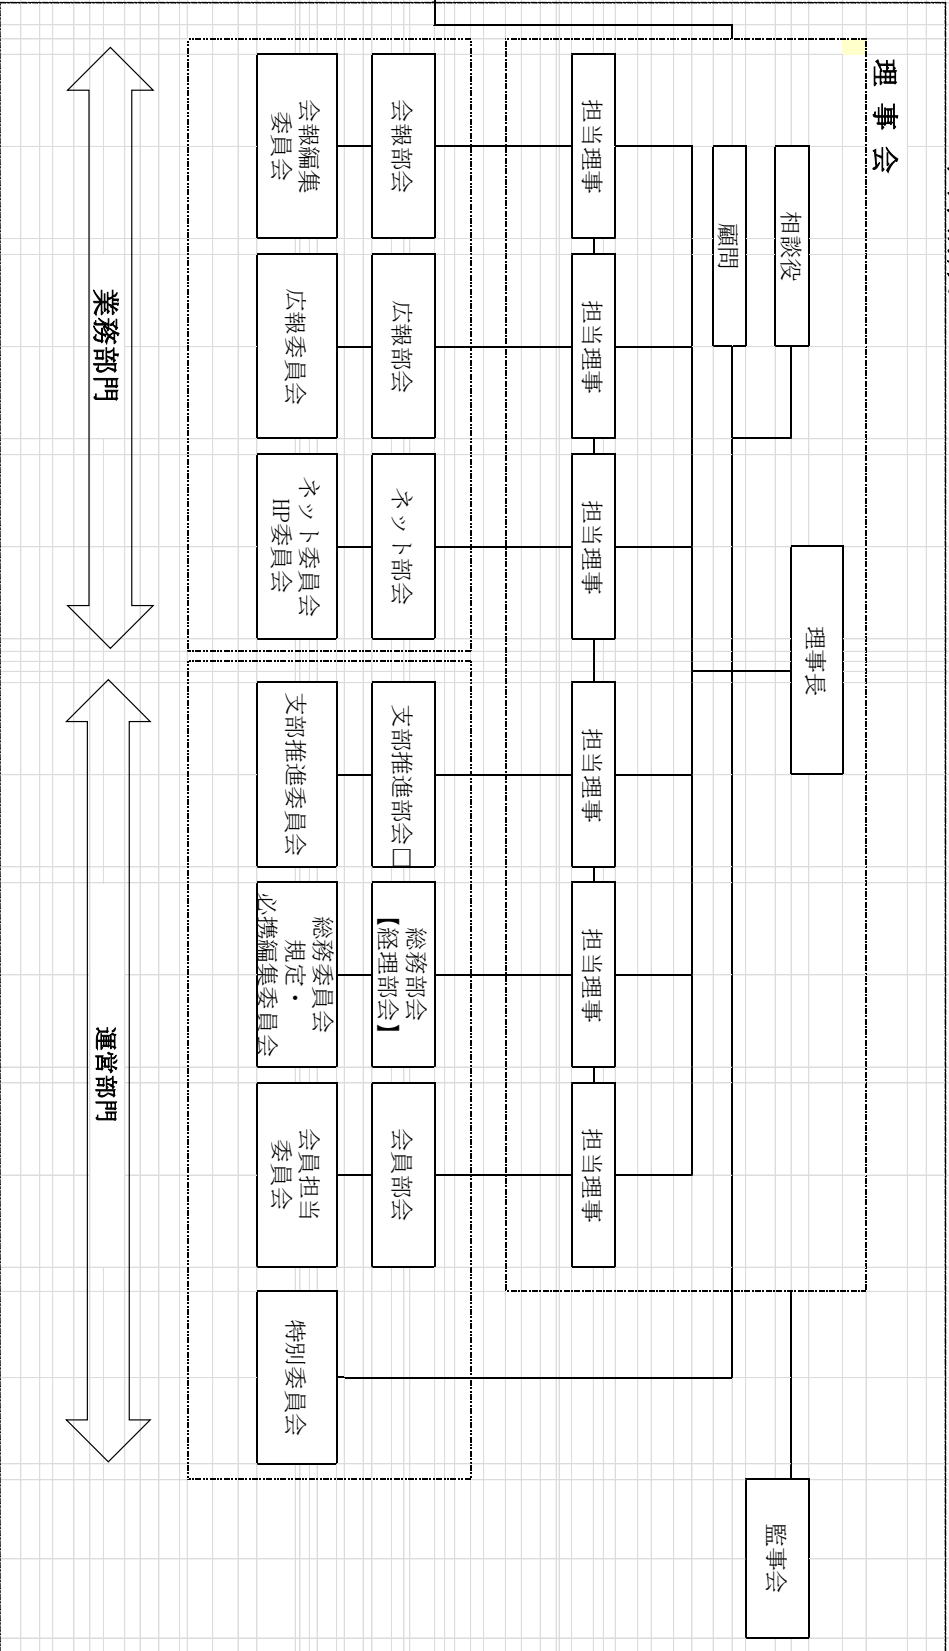 理 事 会
相談役
顧問
理事長
監事会
担当理事
担当理事
担当理事
担当理事
担当理事
担当理事
会報部会
広報部会
ネット部会
支部推進部会□
総務部会
【経理部会】
会員部会
会報編集
委員会
広報委員会
ネット委員会
HP委員会
支部推進委員会
総務委員会
規定・
必携編集委員会
会員担当
委員会
特別委員会
業務部門
運営部門